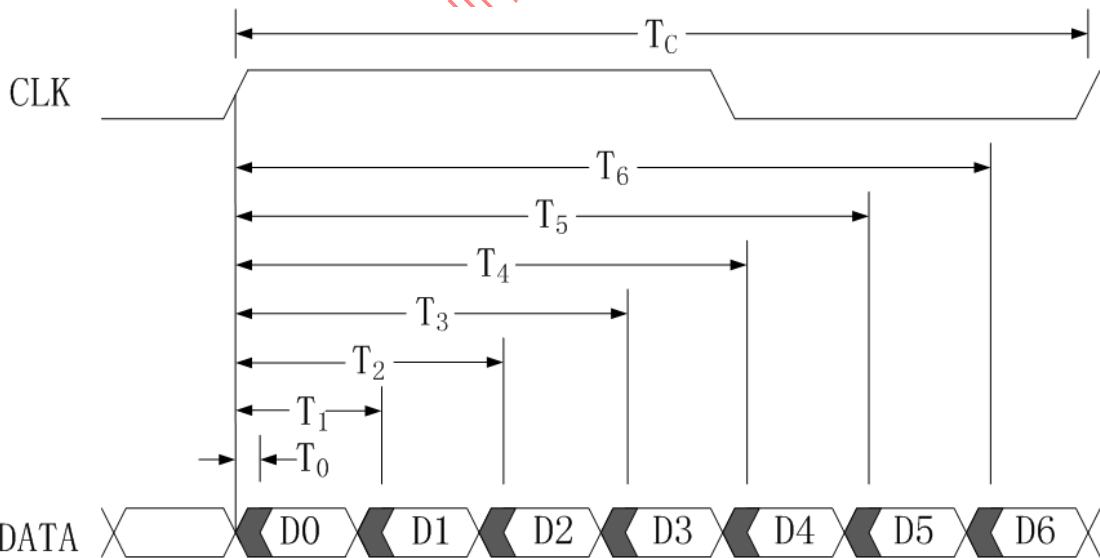 T_C
CLK
T_6
T_5
T_4
T_3
T_2
T_1
T_0
DATA D0 D1 D2 D3 D4 D5 D6